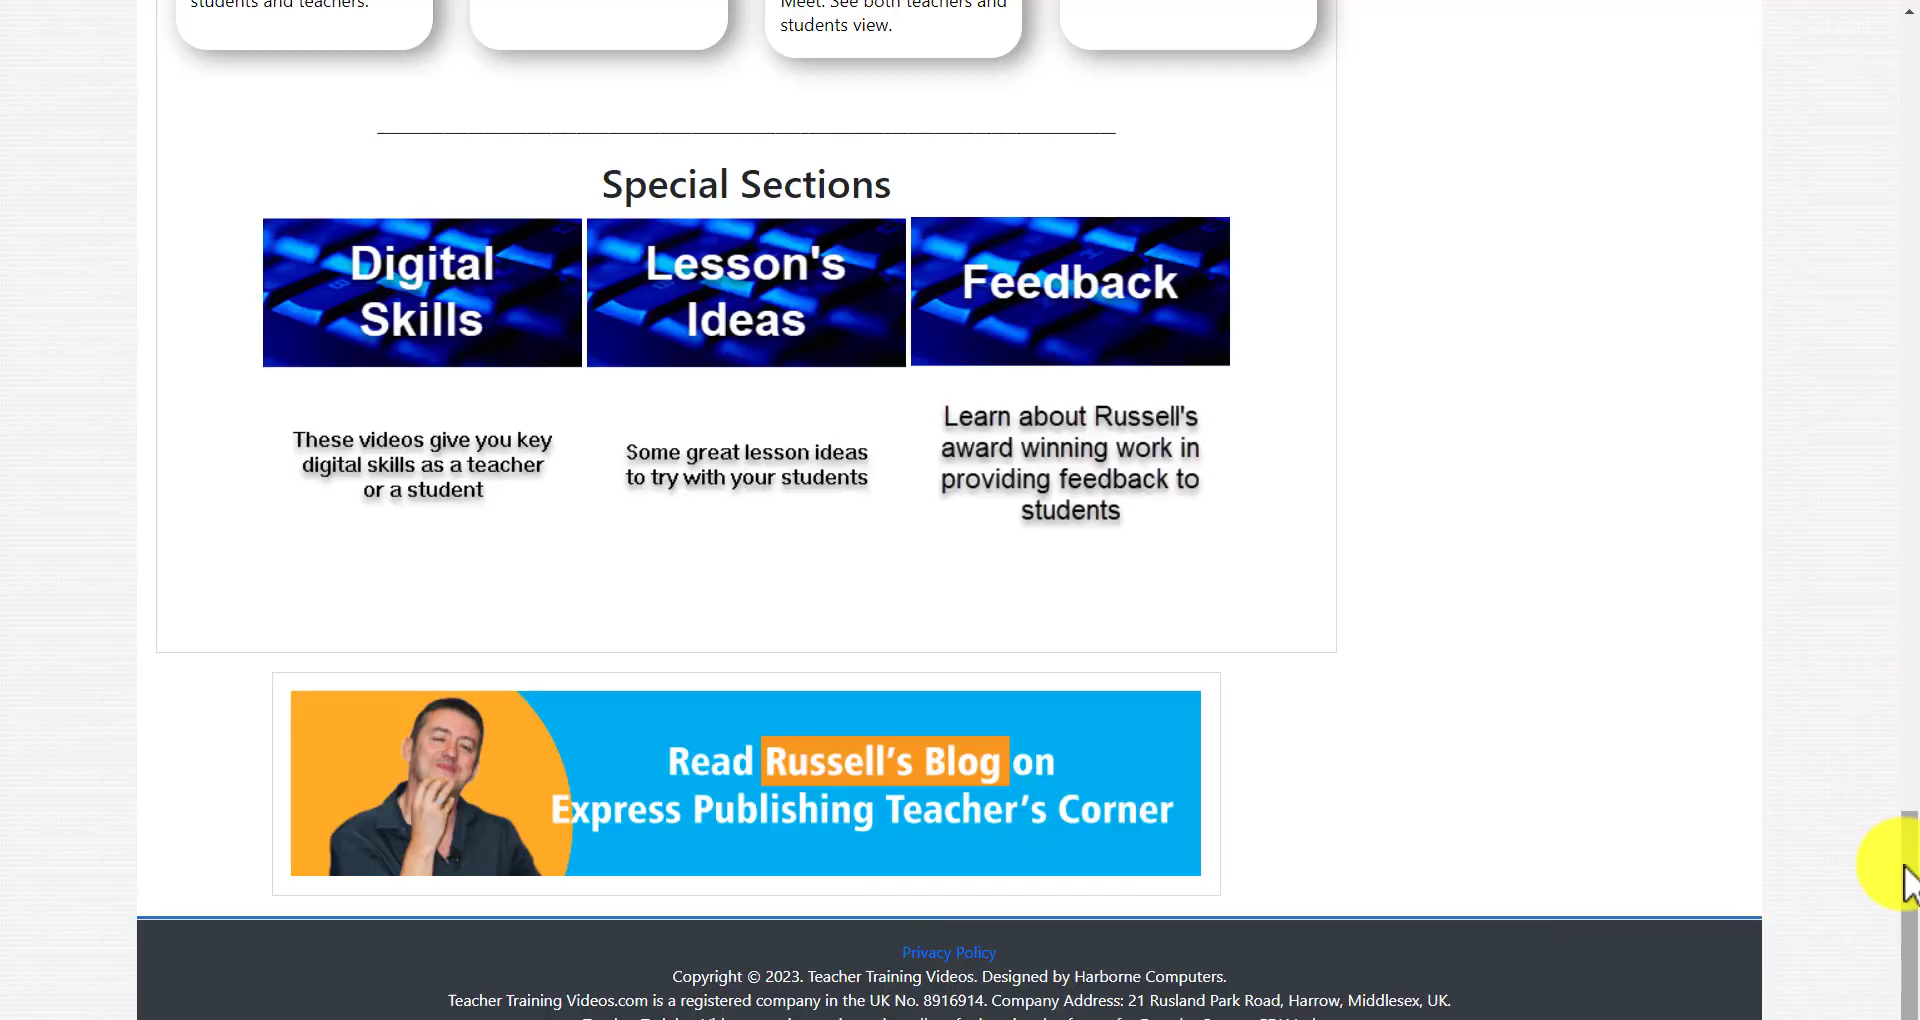 students and teachers.
Meet. See both teachers and
students view.
Special Sections
Digital
Skills
Lesson's
Ideas
Feedback
These videos give you key
digital skills as a teacher
or a student
Some great lesson ideas
to try with your students
Learn about Russell's
award winning work in
providing feedback to
students
Read Russell’s Blog on
Express Publishing Teacher’s Corner
Privacy Policy
Copyright © 2023. Teacher Training Videos. Designed by Harborne Computers.
Teacher Training Videos.com is a registered company in the UK No. 8916914. Company Address: 21 Rusland Park Road, Harrow, Middlesex, UK.